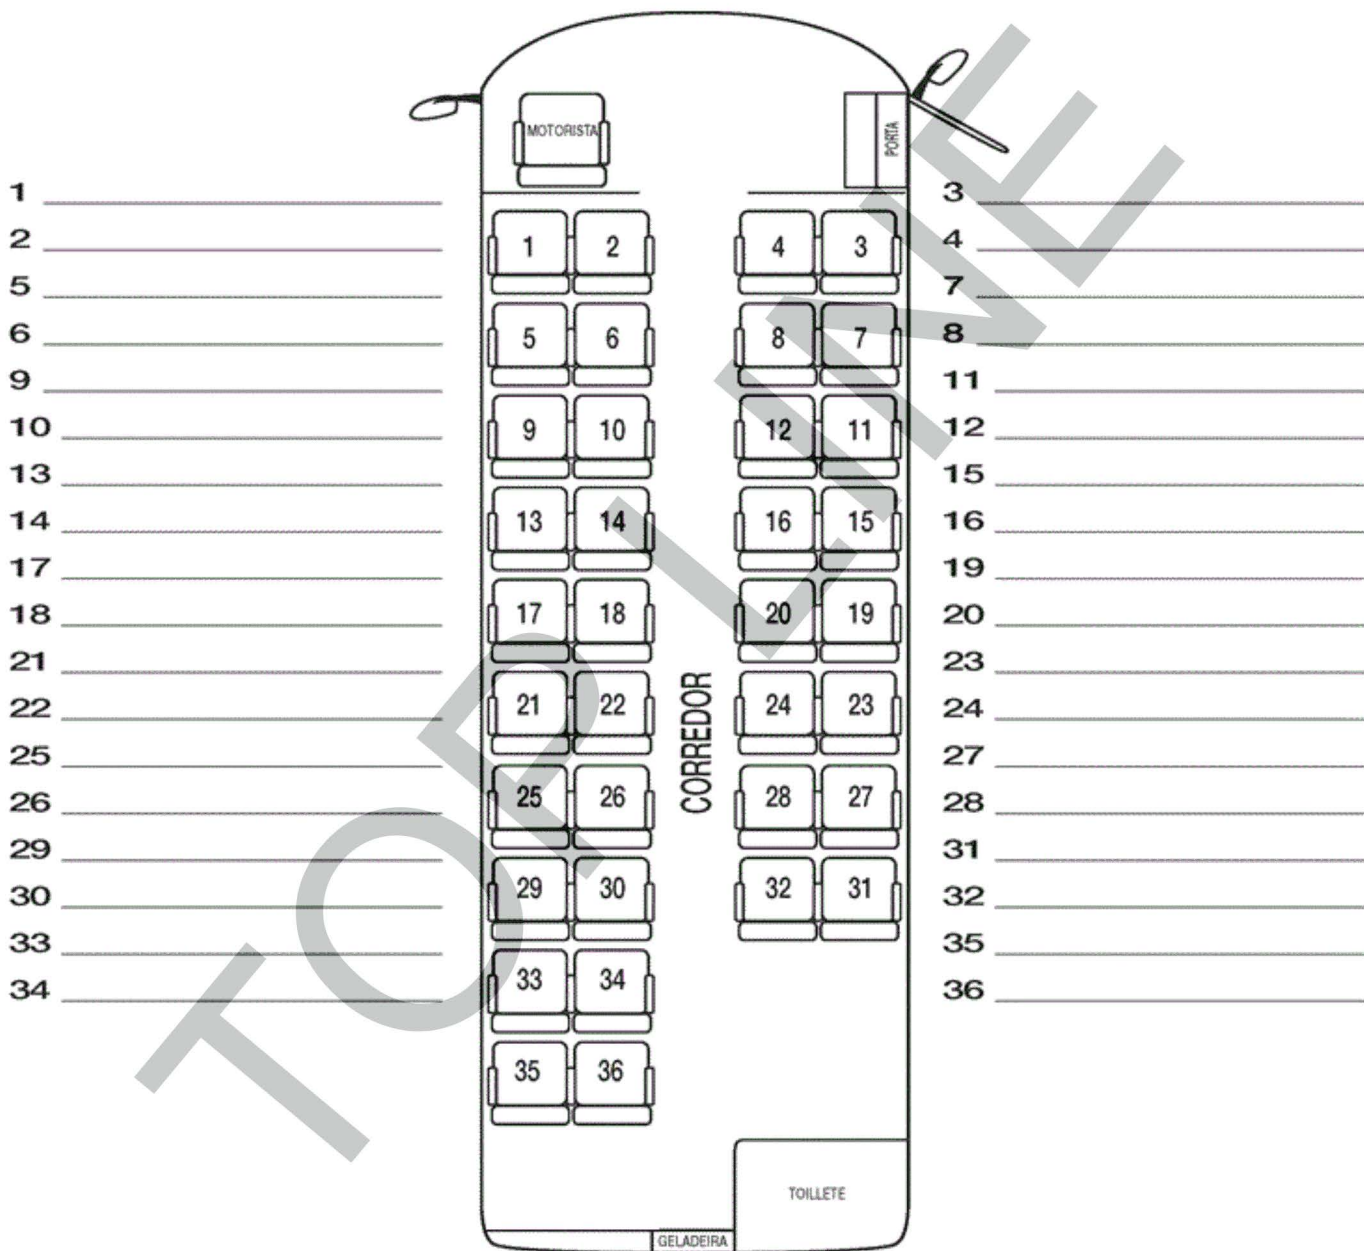 MOTORISTA PORTA
1 3
1 2 4 3
2 4
5 7
5 6 8 7
6 8
9 11
9 10 12 11
10 12
13 15
13 14 16 15
14 16
17 19
17 18 20 19
18 20
21 23
21 22 24 23
22 24
CORREDOR
25 27
25 26 28 27
26 28
29 31
29 30 32 31
30 32
33 35
33 34
34 36
35 36
TOILLETE
GELADEIRA
TOP LINE